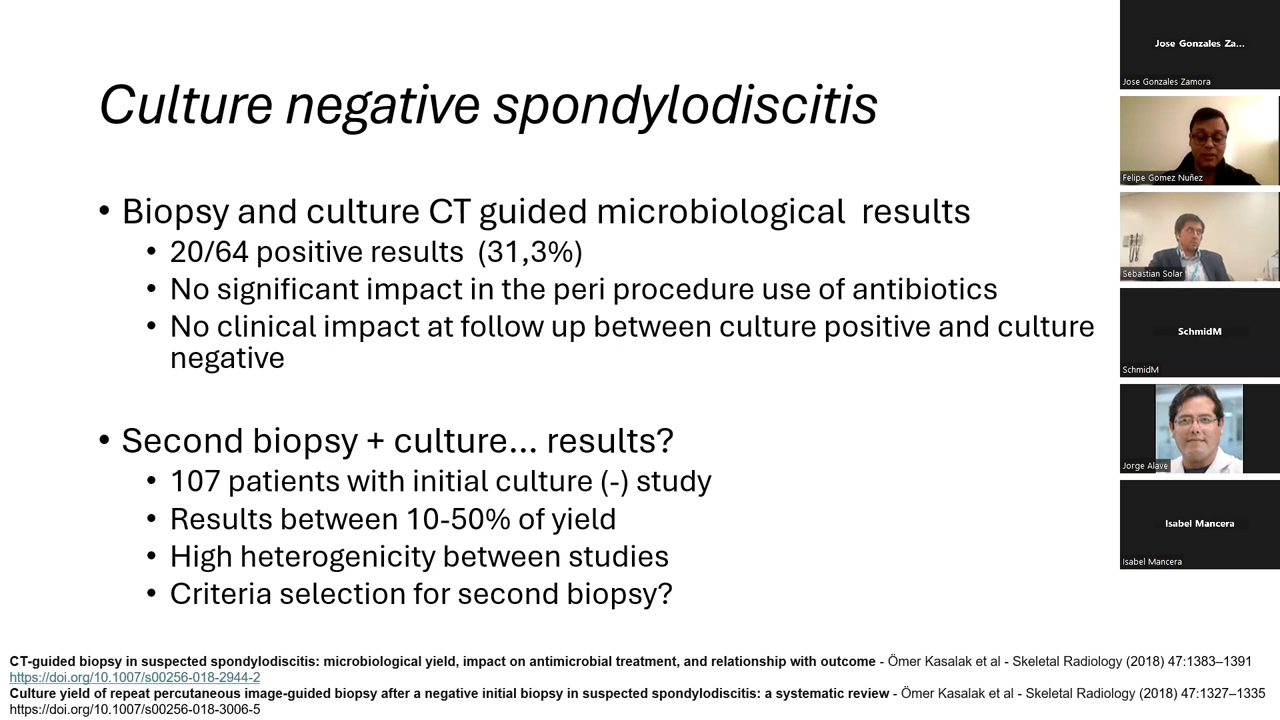 Culture negative spondylodiscitis
• Biopsy and culture CT guided microbiological results
• 20/64 positive results (31,3%)
• No significant impact in the peri procedure use of antibiotics
• No clinical impact at follow up between culture positive and culture
negative
• Second biopsy + culture... results?
• 107 patients with initial culture (-) study
• Results between 10-50% of yield
• High heterogenicity between studies
• Criteria selection for second biopsy?
CT-guided biopsy in suspected spondylodiscitis: microbiological yield, impact on antimicrobial treatment, and relationship with outcome - Ömer Kasalak et al - Skeletal Radiology (2018) 47:1383–1391
https://doi.org/10.1007/s00256-018-2944-2
Culture yield of repeat percutaneous image-guided biopsy after a negative initial biopsy in suspected spondylodiscitis: a systematic review - Ömer Kasalak et al - Skeletal Radiology (2018) 47:1327–1335
https://doi.org/10.1007/s00256-018-3006-5
Jose Gonzales Za...
Jose Gonzales Zamora
Felipe Gomez Nuñez
Sebastian Solar
SchmidM
SchmidM
Jorge Alave
Isabel Mancera
Isabel Mancera